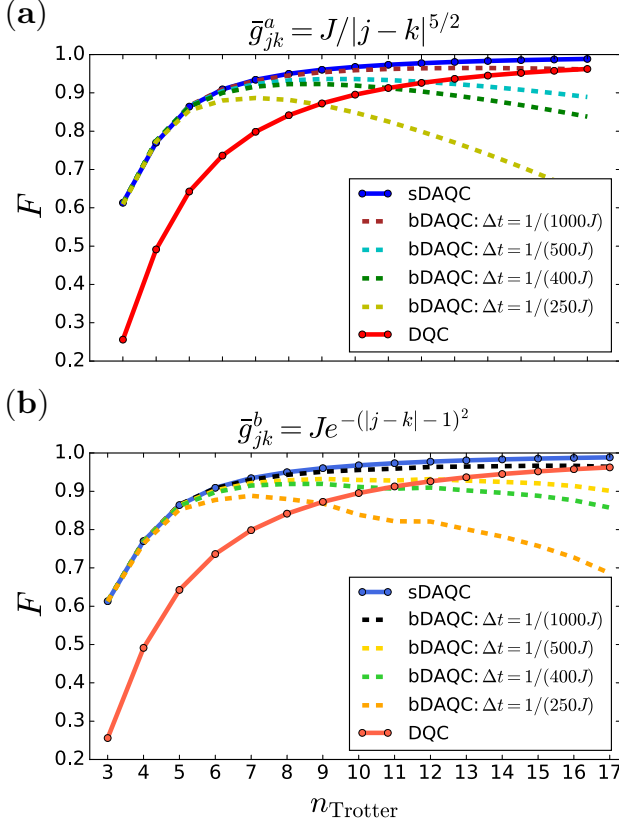 (a)
ḡᵃⱼₖ = J/|j − k|^{5/2}
1.0
0.9
0.8
0.7
0.6
0.5
0.4
0.3
0.2
F
sDAQC
bDAQC: Δt = 1/(1000J)
bDAQC: Δt = 1/(500J)
bDAQC: Δt = 1/(400J)
bDAQC: Δt = 1/(250J)
DQC
(b)
ḡᵇⱼₖ = Je^{−(|j − k| − 1)²}
1.0
0.9
0.8
0.7
0.6
0.5
0.4
0.3
0.2
F
sDAQC
bDAQC: Δt = 1/(1000J)
bDAQC: Δt = 1/(500J)
bDAQC: Δt = 1/(400J)
bDAQC: Δt = 1/(250J)
DQC
3 4 5 6 7 8 9 10 11 12 13 14 15 16 17
n_Trotter